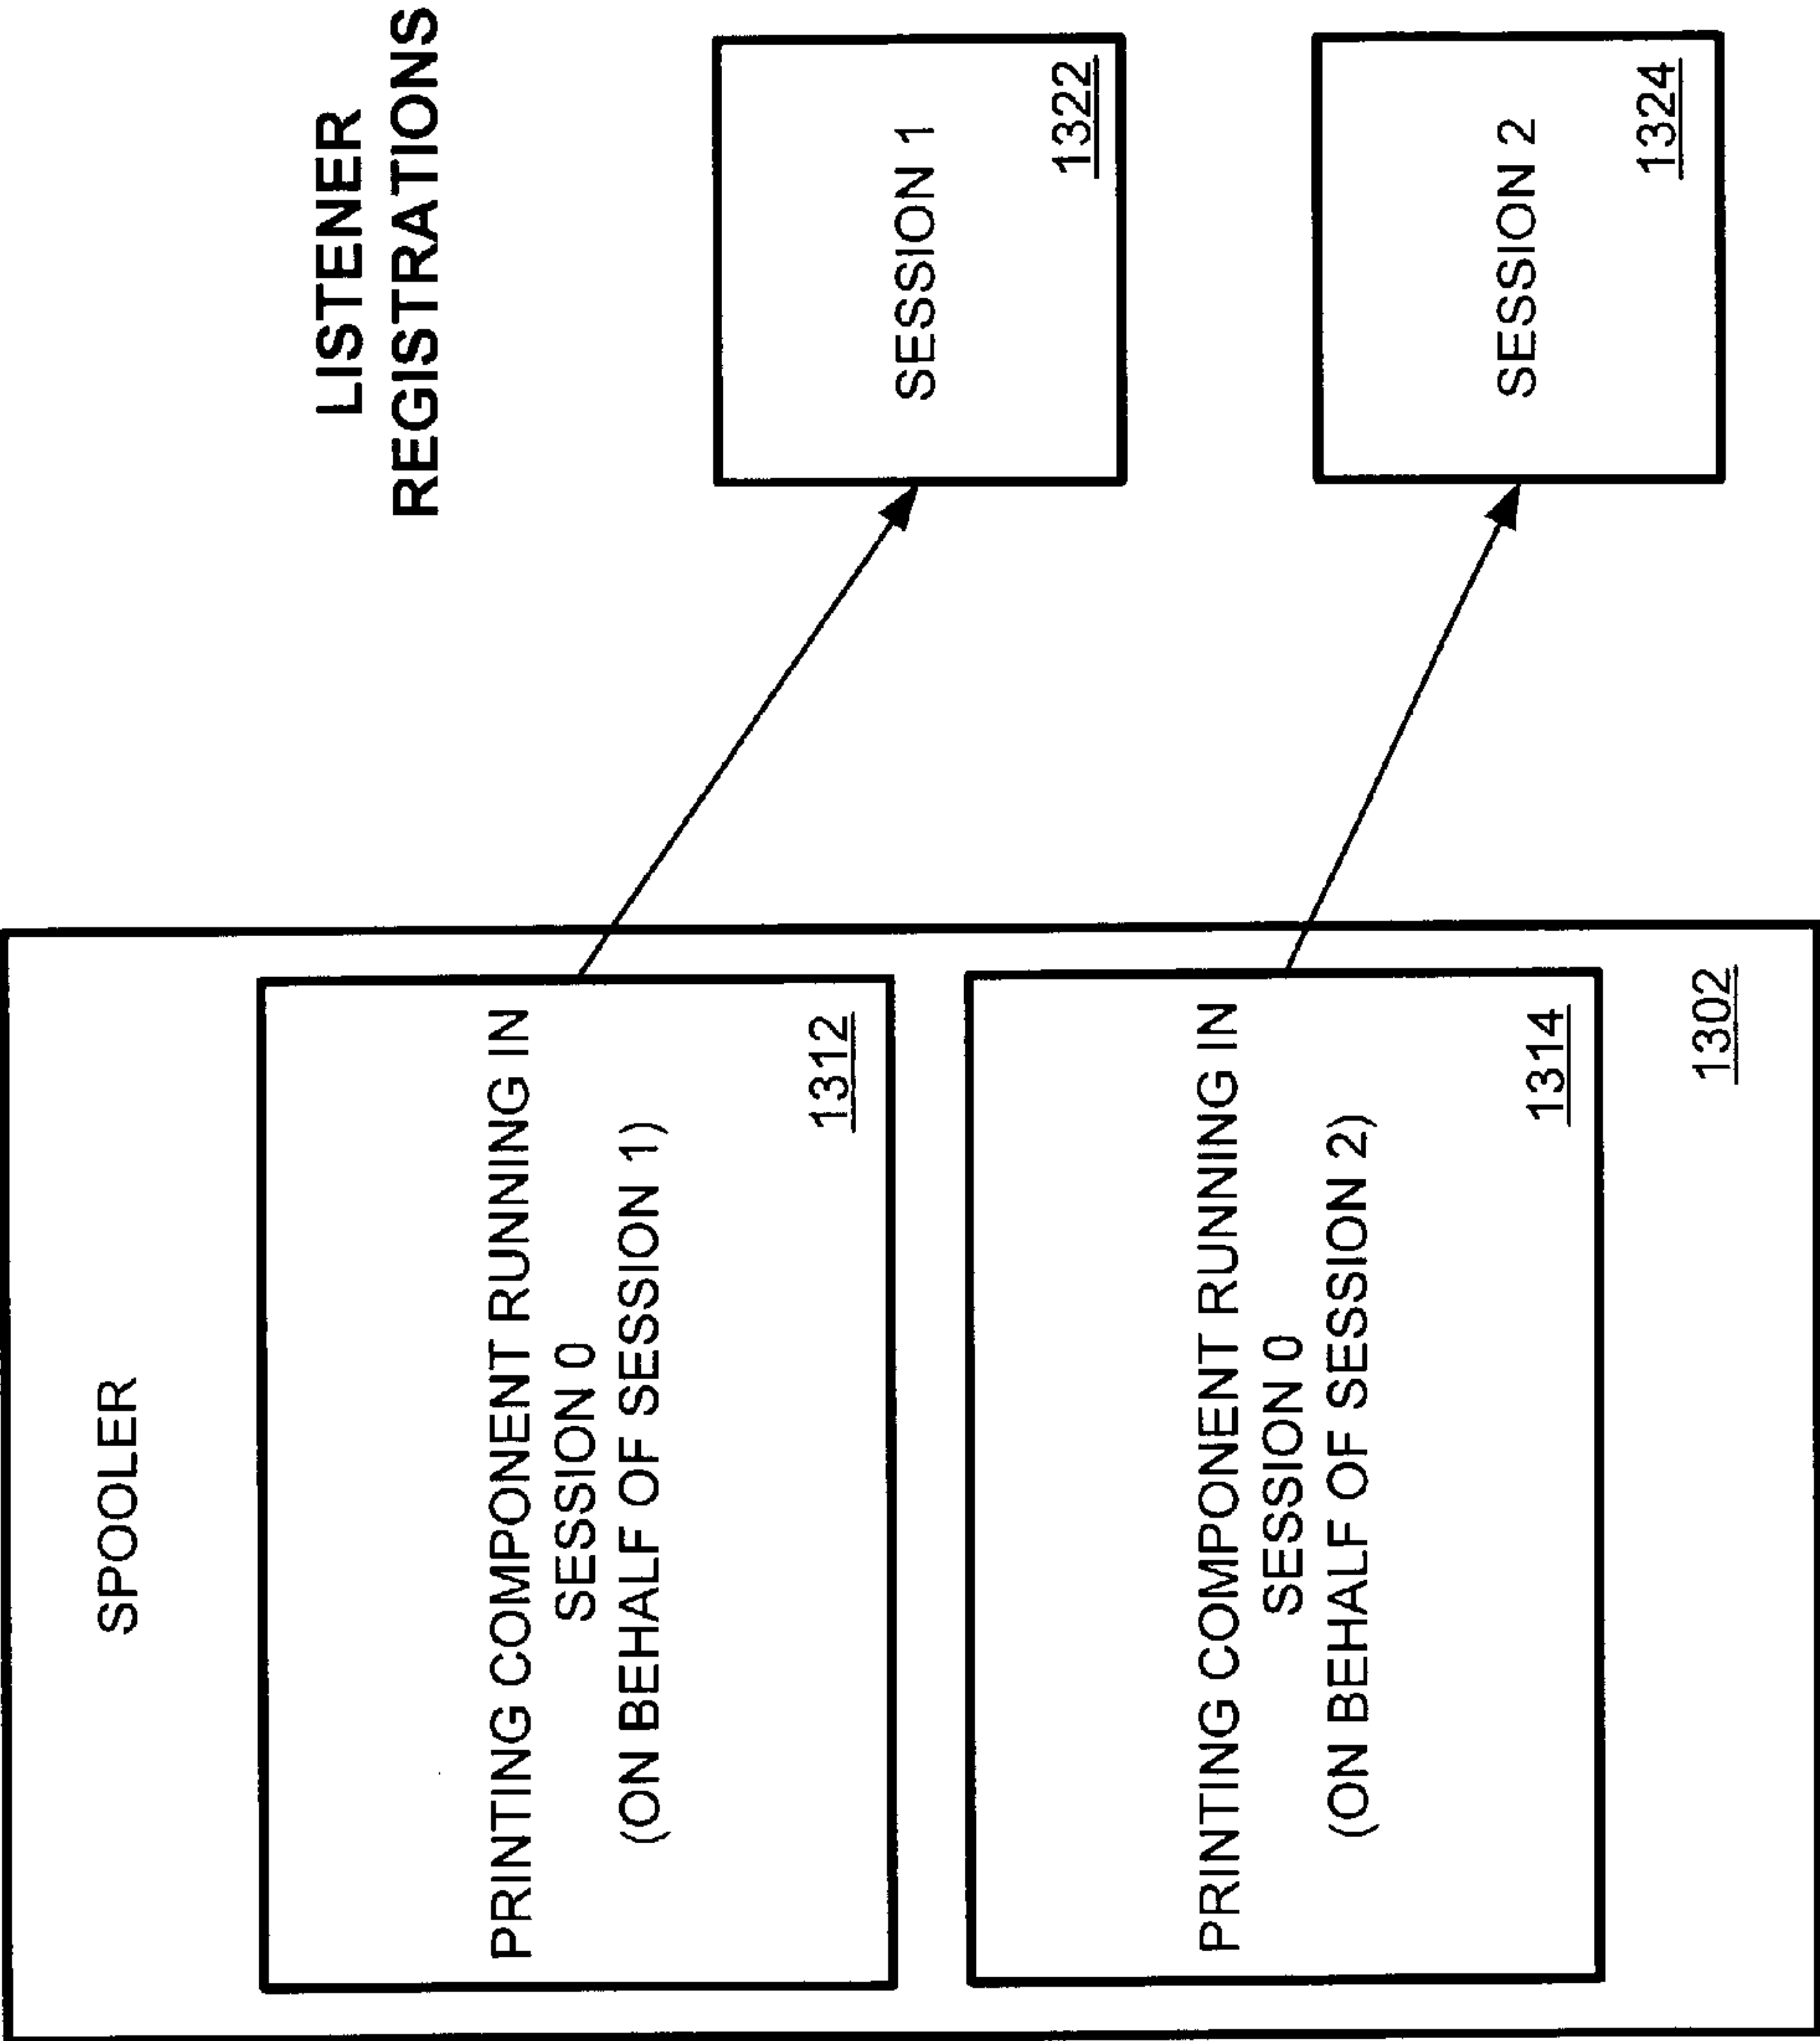 SPOOLER
PRINTING COMPONENT RUNNING IN
SESSION 0
(ON BEHALF OF SESSION 1)
1312
PRINTING COMPONENT RUNNING IN
SESSION 0
(ON BEHALF OF SESSION 2)
1314
1302
LISTENER
REGISTRATIONS
SESSION 1
1322
SESSION 2
1324